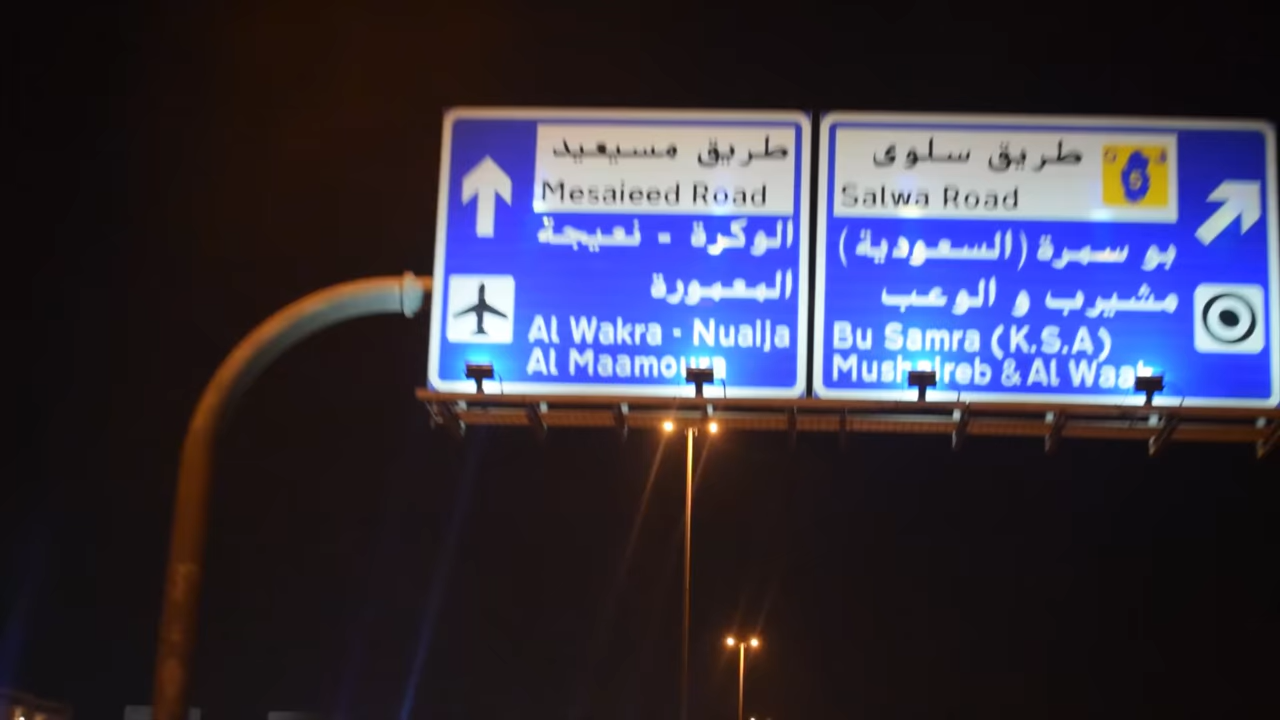 طريق مسيعيد
Mesaieed Road
الوكرة - نعيجة
المعمورة
Al Wakra - Nuaija
Al Maamoura
طريق سلوى
Salwa Road
5
بو سمرة (السعودية)
مشيرب و الوعب
Bu Samra (K.S.A)
Mushaireb & Al Waab